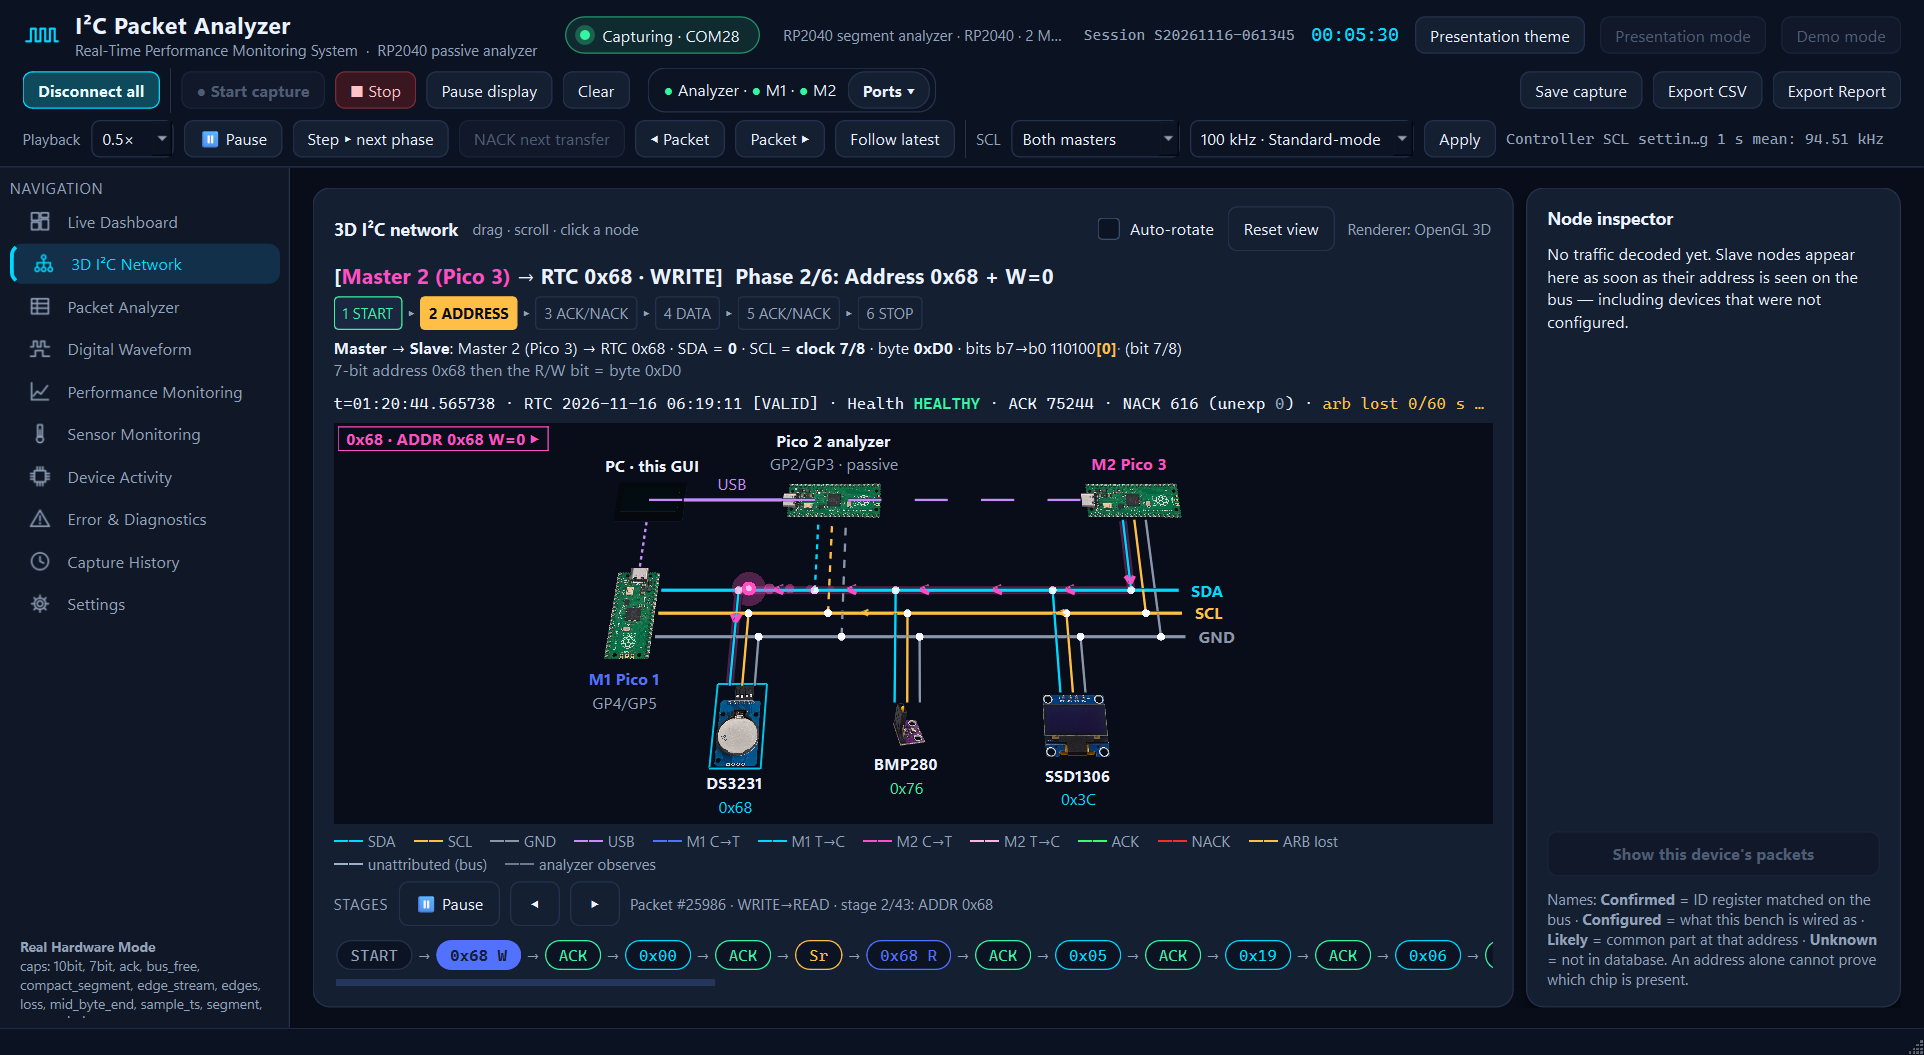 I²C Packet Analyzer
Real-Time Performance Monitoring System · RP2040 passive analyzer
Capturing · COM28
RP2040 segment analyzer · RP2040 · 2 M...
Session S20261116-061345
00:05:30
Presentation theme
Presentation mode
Demo mode
Disconnect all
● Start capture
■ Stop
Pause display
Clear
● Analyzer · ● M1 · ● M2
Ports ▾
Save capture
Export CSV
Export Report
Playback
0.5×
Pause
Step ▸ next phase
NACK next transfer
◂ Packet
Packet ▸
Follow latest
SCL
Both masters
100 kHz · Standard-mode
Apply
Controller SCL settin…g 1 s mean: 94.51 kHz
NAVIGATION
Live Dashboard
3D I²C Network
Packet Analyzer
Digital Waveform
Performance Monitoring
Sensor Monitoring
Device Activity
Error & Diagnostics
Capture History
Settings
Real Hardware Mode
caps: 10bit, 7bit, ack, bus_free,
compact_segment, edge_stream, edges,
loss, mid_byte_end, sample_ts, segment,
3D I²C network
drag · scroll · click a node
Auto-rotate
Reset view
Renderer: OpenGL 3D
[Master 2 (Pico 3) → RTC 0x68 · WRITE] Phase 2/6: Address 0x68 + W=0
1 START ▸ 2 ADDRESS ▸ 3 ACK/NACK ▸ 4 DATA ▸ 5 ACK/NACK ▸ 6 STOP
Master → Slave: Master 2 (Pico 3) → RTC 0x68 · SDA = 0 · SCL = clock 7/8 · byte 0xD0 · bits b7→b0 110100[0]· (bit 7/8)
7-bit address 0x68 then the R/W bit = byte 0xD0
t=01:20:44.565738 · RTC 2026-11-16 06:19:11 [VALID] · Health HEALTHY · ACK 75244 · NACK 616 (unexp 0) · arb lost 0/60 s …
0x68 · ADDR 0x68 W=0 ▸
Pico 2 analyzer
GP2/GP3 · passive
PC · this GUI
USB
M2 Pico 3
SDA
SCL
GND
M1 Pico 1
GP4/GP5
DS3231
0x68
BMP280
0x76
SSD1306
0x3C
SDA
SCL
GND
USB
M1 C→T
M1 T→C
M2 C→T
M2 T→C
ACK
NACK
ARB lost
unattributed (bus)
analyzer observes
STAGES
Pause
◂
▸
Packet #25986 · WRITE→READ · stage 2/43: ADDR 0x68
START → 0x68 W → ACK → 0x00 → ACK → Sr → 0x68 R → ACK → 0x05 → ACK → 0x19 → ACK → 0x06 →
Node inspector
No traffic decoded yet. Slave nodes appear
here as soon as their address is seen on the
bus — including devices that were not
configured.
Show this device's packets
Names: Confirmed = ID register matched on the
bus · Configured = what this bench is wired as ·
Likely = common part at that address · Unknown
= not in database. An address alone cannot prove
which chip is present.